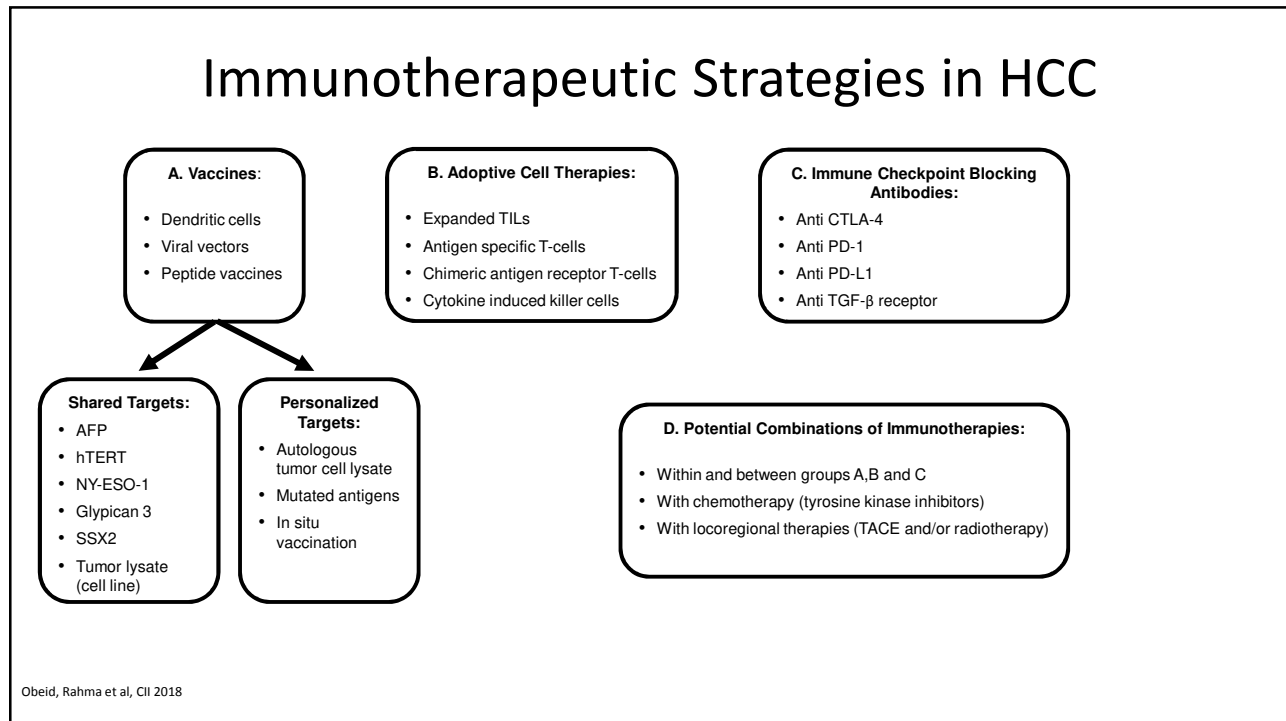 Immunotherapeutic Strategies in HCC
A. Vaccines:
• Dendritic cells
• Viral vectors
• Peptide vaccines
B. Adoptive Cell Therapies:
• Expanded TILs
• Antigen specific T-cells
• Chimeric antigen receptor T-cells
• Cytokine induced killer cells
C. Immune Checkpoint Blocking
Antibodies:
• Anti CTLA-4
• Anti PD-1
• Anti PD-L1
• Anti TGF-β receptor
Shared Targets:
• AFP
• hTERT
• NY-ESO-1
• Glypican 3
• SSX2
• Tumor lysate
(cell line)
Personalized
Targets:
• Autologous
tumor cell lysate
• Mutated antigens
• In situ
vaccination
D. Potential Combinations of Immunotherapies:
• Within and between groups A,B and C
• With chemotherapy (tyrosine kinase inhibitors)
• With locoregional therapies (TACE and/or radiotherapy)
Obeid, Rahma et al, CII 2018